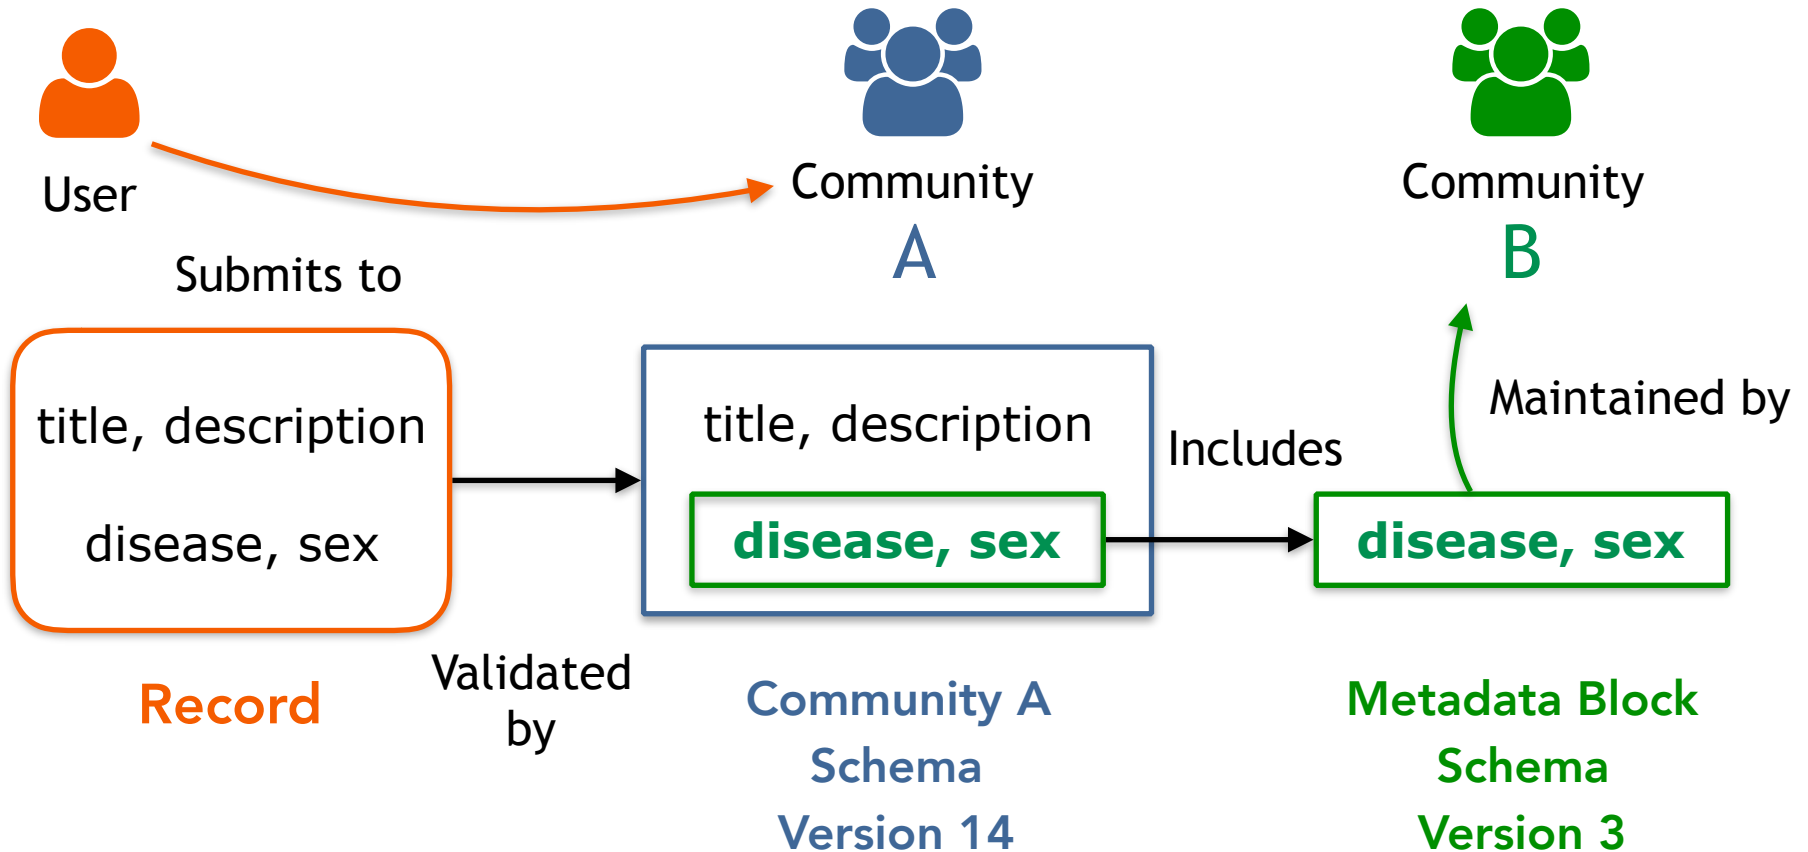 User
Community
A
Community
B
Submits to
title, description
disease, sex
Record
Validated
by
title, description
disease, sex
Community A
Schema
Version 14
Includes
Maintained by
disease, sex
Metadata Block
Schema
Version 3